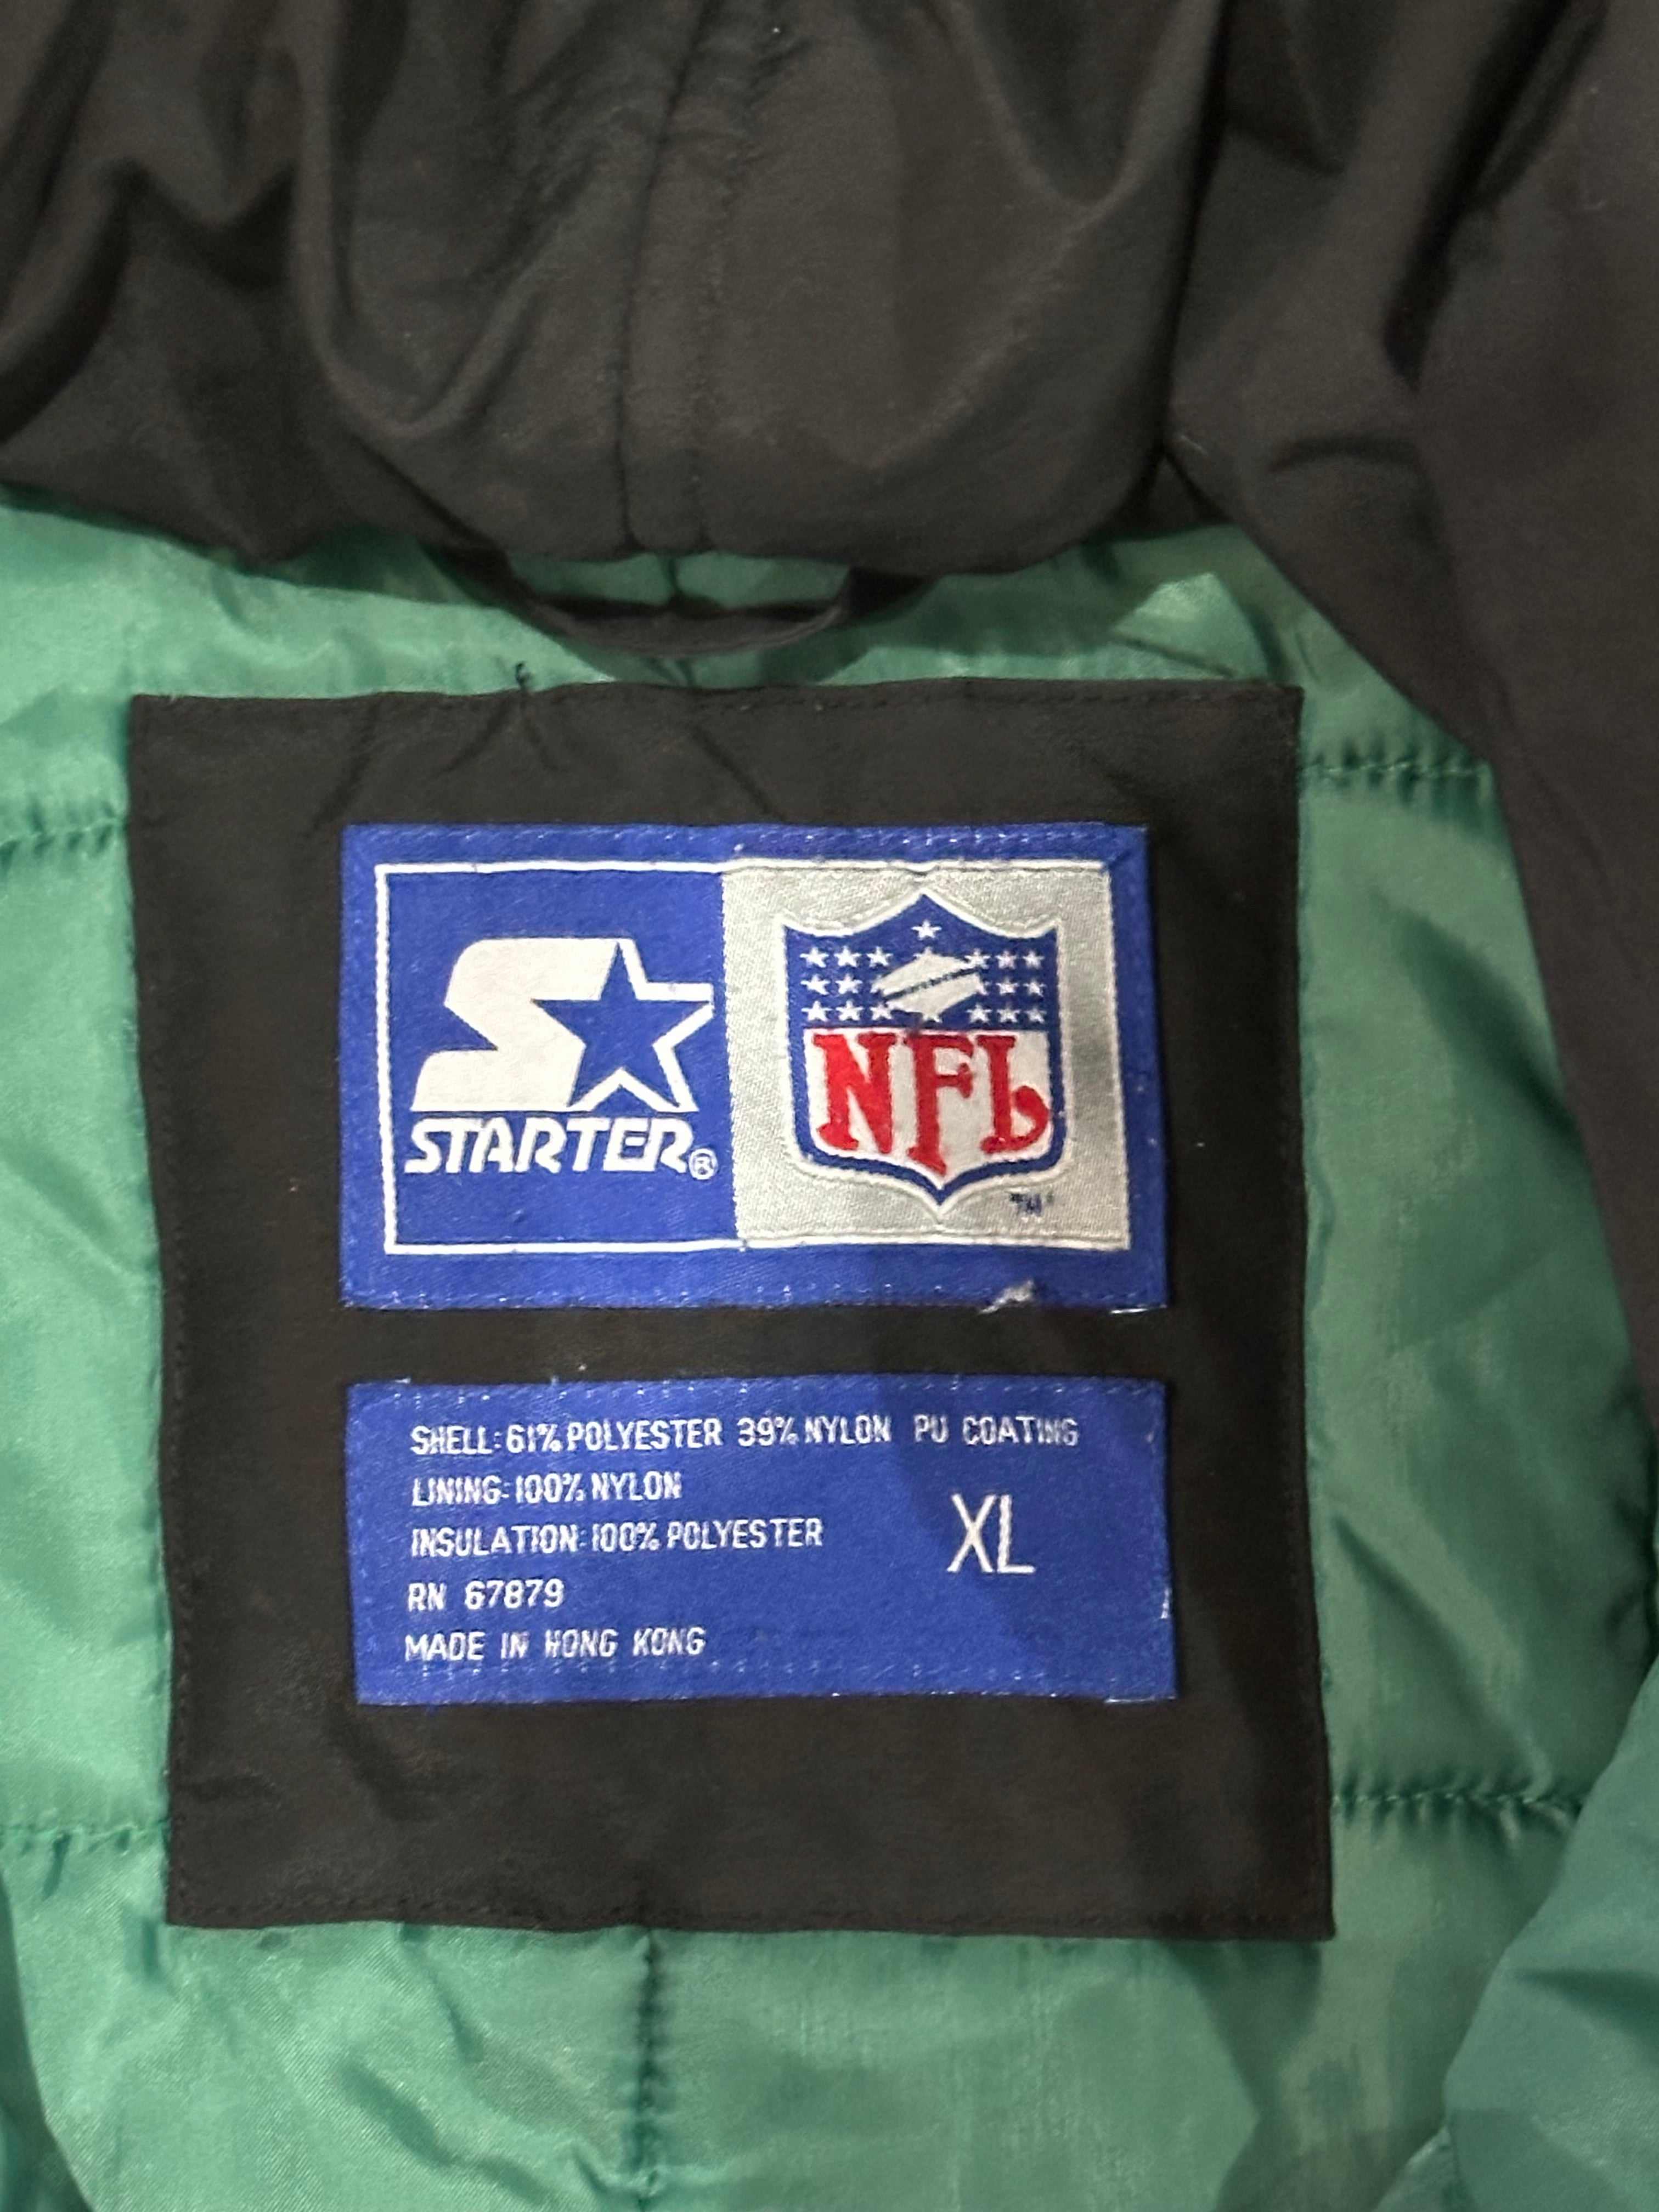 STARTER®
NFL
TM
SHELL: 61% POLYESTER 39% NYLON PU COATING
LINING: 100% NYLON
INSULATION: 100% POLYESTER
XL
RN 67879
MADE IN HONG KONG